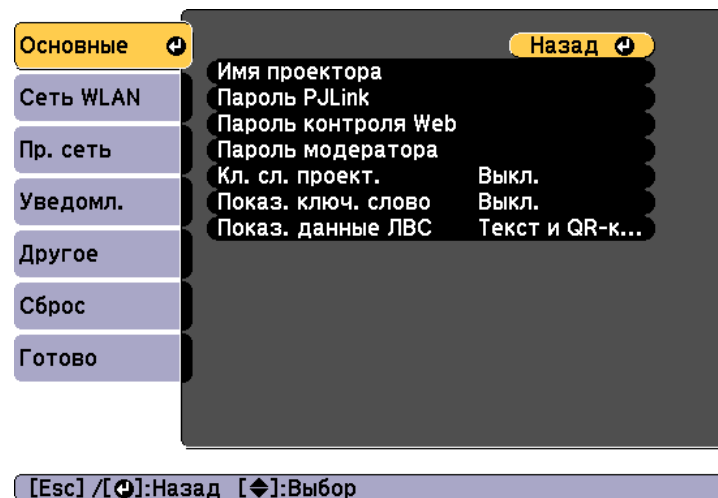 Основные
Сеть WLAN
Пр. сеть
Уведомл.
Другое
Сброс
Готово
Назад
Имя проектора
Пароль PJLink
Пароль контроля Web
Пароль модератора
Кл. сл. проект. Выкл.
Показ. ключ. слово Выкл.
Показ. данные ЛВС Текст и QR-к...
[Esc] /[⏎]:Назад [◆]:Выбор